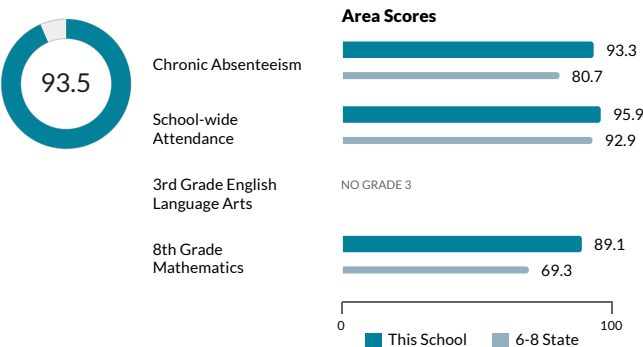 Area Scores
93.5
Chronic Absenteeism
93.3
80.7
School-wide
Attendance
95.9
92.9
3rd Grade English
Language Arts
NO GRADE 3
8th Grade
Mathematics
89.1
69.3
0
100
This School
6-8 State